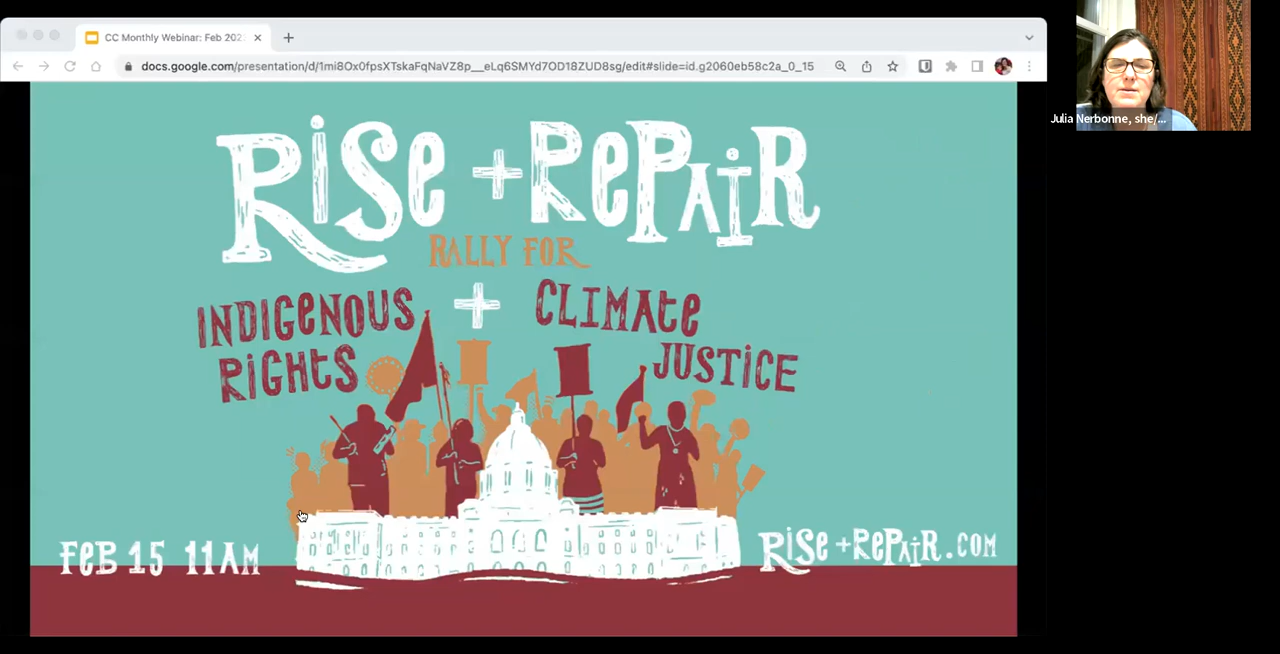 CC Monthly Webinar: Feb 202
docs.google.com/presentation/d/1mi8Ox0fpsXTskaFqNaVZ8p__eLq6SMYd7OD18ZUD8sg/edit#slide=id.g2060eb58c2a_0_15
Julia Nerbonne, she/...
RISE + REPAIR
RALLY FOR
INDIGENOUS + CLIMATE
RIGHTS JUSTICE
FEB 15 11AM
RISE + REPAIR.COM